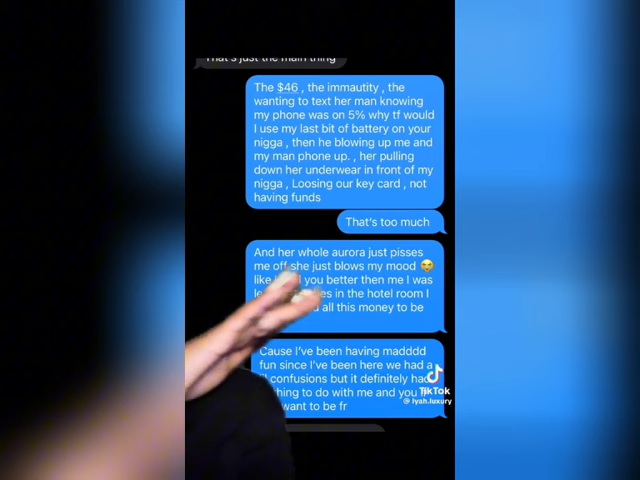 That's just the main thing
The $46 , the immautity , the
wanting to text her man knowing
my phone was on 5% why tf would
I use my last bit of battery on your
nigga , then he blowing up me and
my man phone up. , her pulling
down her underwear in front of my
nigga , Loosing our key card , not
having funds
That's too much
And her whole aurora just pisses
me off she just blows my mood 😪
like you better then me I was
in the hotel room I
all this money to be
Cause I've been having madddd
fun since I've been here we had a
confusions but it definitely had
to do with me and you
want to be fr
TikTok
@ lyah.luxury